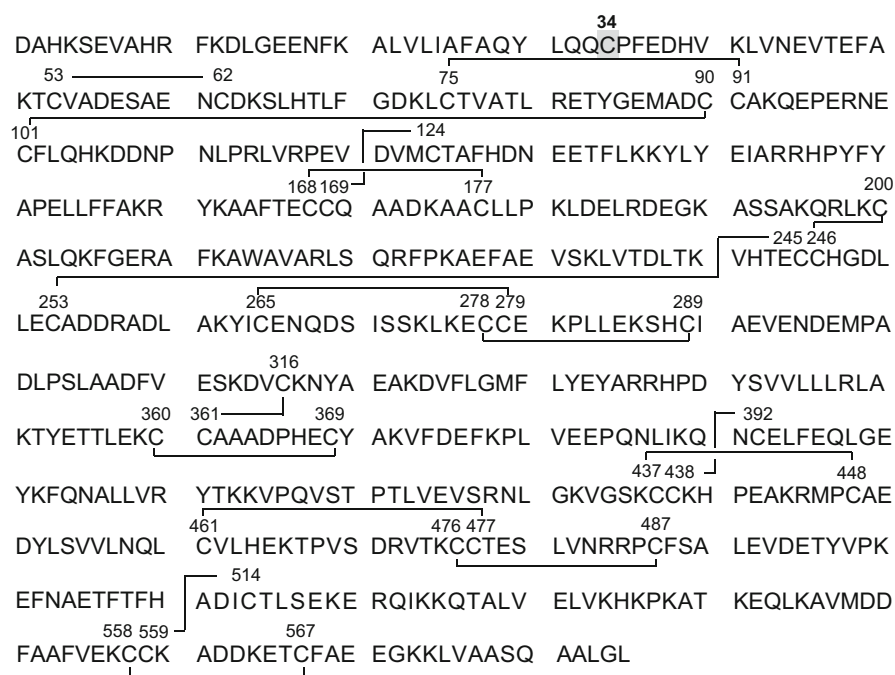 34
DAHKSEVAHR FKDLGEENFK ALVLIAFAQY LQQCPFEDHV KLVNEVTEFA
53 62 75 90 91
KTCVADESAE NCDKSLHTLF GDKLCTVATL RETYGEMADC CAKQEPERNE
101 124
CFLQHKDDNP NLPRLVRPEV DVMCTAFHDN EETFLKKYLY EIARRHPYFY
168 169 177 200
APELLFFAKR YKAAFTECCQ AADKAACLLP KLDELRDEGK ASSAKQRLKC
ASLQKFGERA FKAWAVARLS QRFPKAEFAE VSKLVTDLTK VHTECCHGDL
245 246
253 265 278 279 289
LECADDRADL AKYICENQDS ISSKLKECCE KPLLEKSHCI AEVENDEMPA
316
DLPSLAADFV ESKDVCKNYA EAKDVFLGMF LYEYARRHPD YSVVLLLRLA
360 361 369 392
KTYETTLEKC CAAADPHECY AKVFDEFKPL VEEPQNLIKQ NCELFEQLGE
437 438 448
YKFQNALLVR YTKKVPQVST PTLVEVSRNL GKVGSKCCKH PEAKRMPCAE
461 476 477 487
DYLSVVLNQL CVLHEKTPVS DRVTKCCTES LVNRRPCFSA LEVDETYVPK
514
EFNAETFTFH ADICTLSEKE RQIKKQTALV ELVKHKPKAT KEQLKAVMDD
558 559 567
FAAFVEKCCK ADDKETCFAE EGKKLVAASQ AALGL